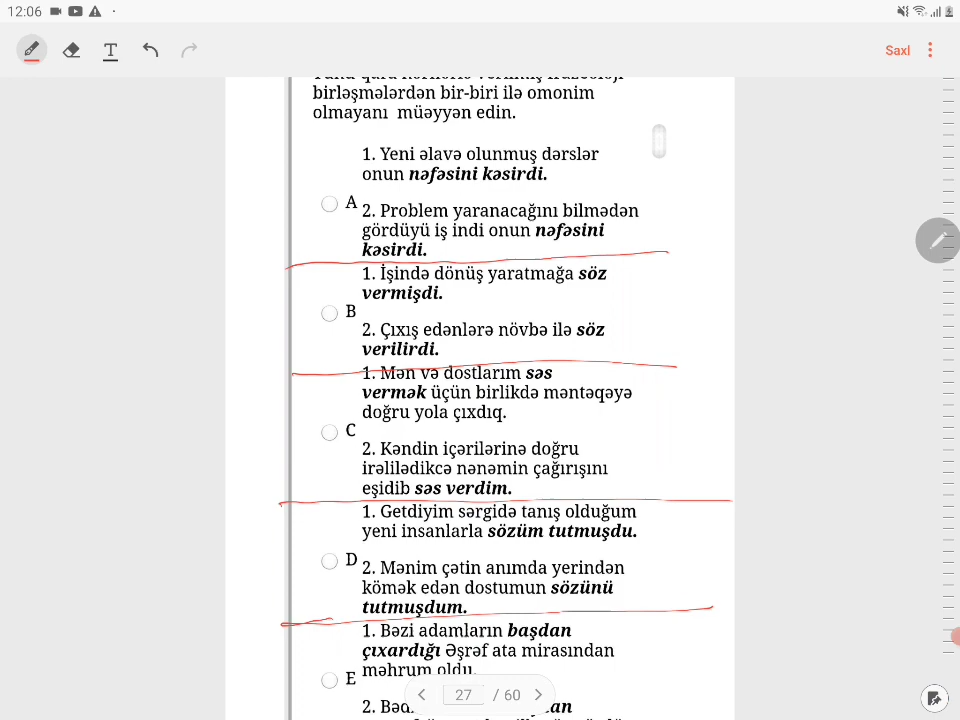 12:06
T
Saxl
birləşmələrdən bir-biri ilə omonim
olmayanı müəyyən edin.
1. Yeni əlavə olunmuş dərslər
onun nəfəsini kəsirdi.
A
2. Problem yaranacağını bilmədən
gördüyü iş indi onun nəfəsini
kəsirdi.
1. İşində dönüş yaratmağa söz
vermişdi.
B
2. Çıxış edənlərə növbə ilə söz
verilirdi.
1. Mən və dostlarım səs
vermək üçün birlikdə məntəqəyə
doğru yola çıxdıq.
C
2. Kəndin içərilərinə doğru
irəlilədikcə nənəmin çağırışını
eşidib səs verdim.
1. Getdiyim sərgidə tanış olduğum
yeni insanlarla sözüm tutmuşdu.
D
2. Mənim çətin anımda yerindən
kömək edən dostumun sözünü
tutmuşdum.
1. Bəzi adamların başdan
çıxardığı Əşrəf ata mirasından
məhrum oldu.
E
2.
27 / 60